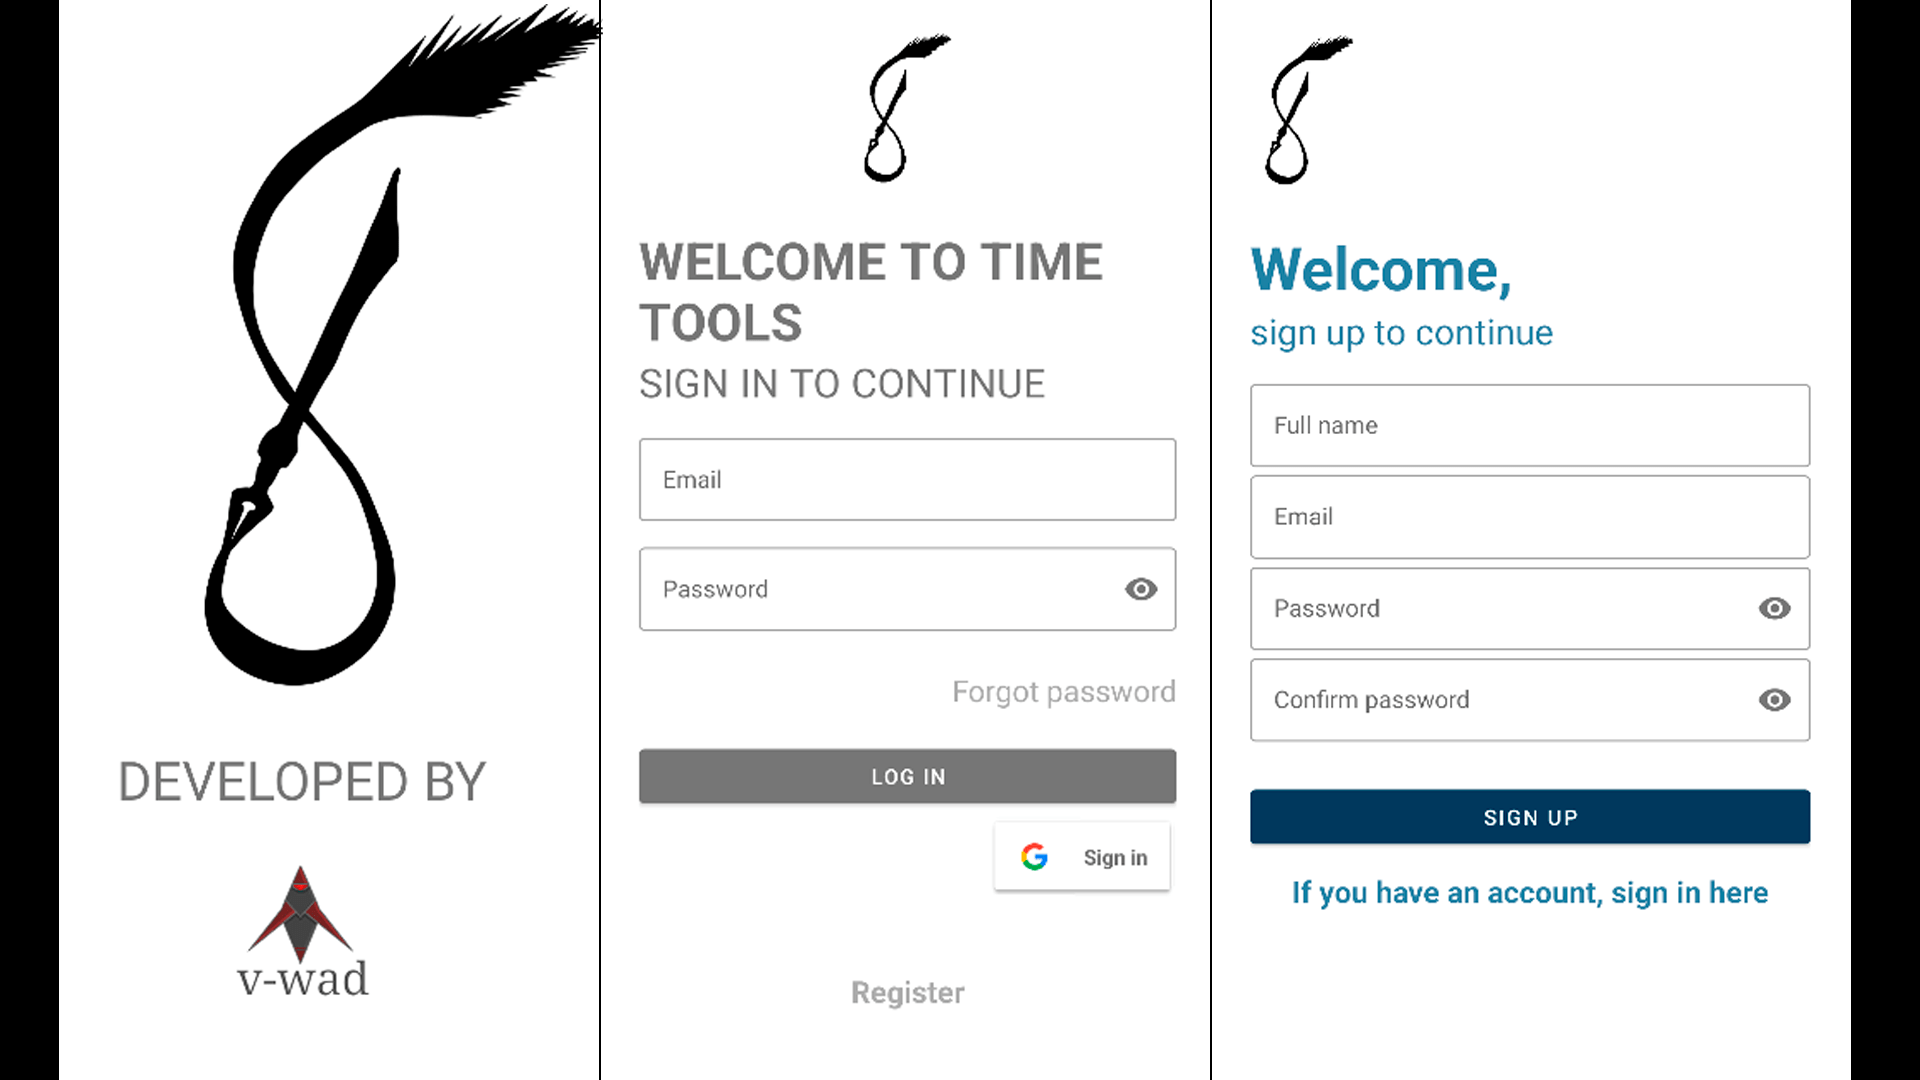 DEVELOPED BY
v-wad
WELCOME TO TIME
TOOLS
SIGN IN TO CONTINUE
Email
Password
Forgot password
LOG IN
Sign in
Register
Welcome,
sign up to continue
Full name
Email
Password
Confirm password
SIGN UP
If you have an account, sign in here